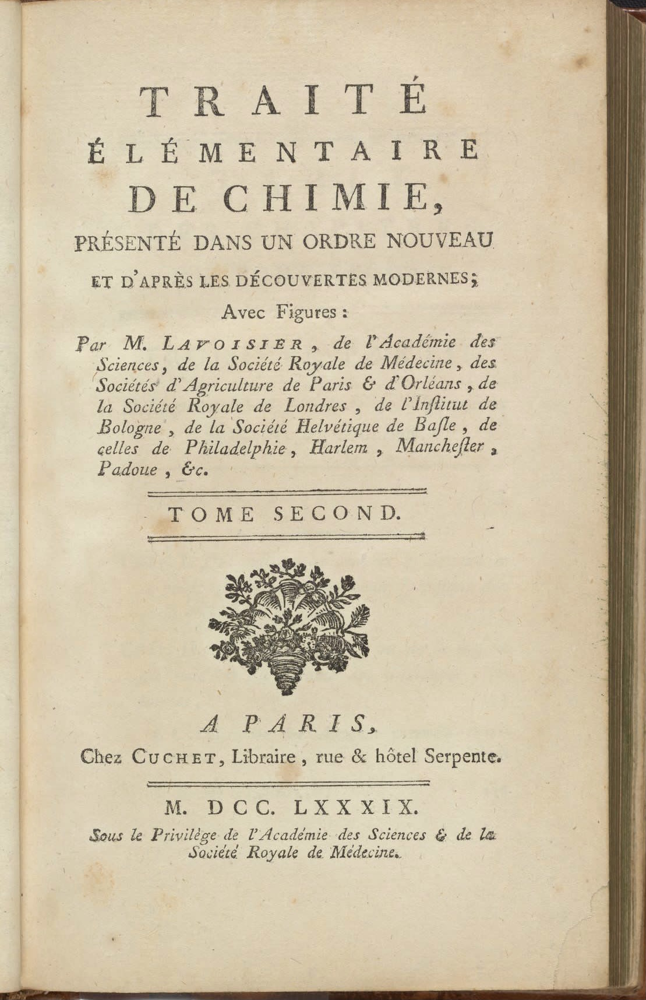 TRAITÉ
ÉLÉMENTAIRE
DE CHIMIE,
PRÉSENTÉ DANS UN ORDRE NOUVEAU
ET D'APRÈS LES DÉCOUVERTES MODERNES;
Avec Figures :
Par M. LAVOISIER, de l'Académie des
Sciences, de la Société Royale de Médecine, des
Sociétés d'Agriculture de Paris & d'Orléans, de
la Société Royale de Londres, de l'Inſtitut de
Bologne, de la Société Helvétique de Baſle, de
celles de Philadelphie, Harlem, Mancheſter,
Padoue, &c.
TOME SECOND.
A PARIS,
Chez CUCHET, Libraire, rue & hôtel Serpente.
M. DCC. LXXXIX.
Sous le Privilège de l'Académie des Sciences & de la
Société Royale de Médecine.